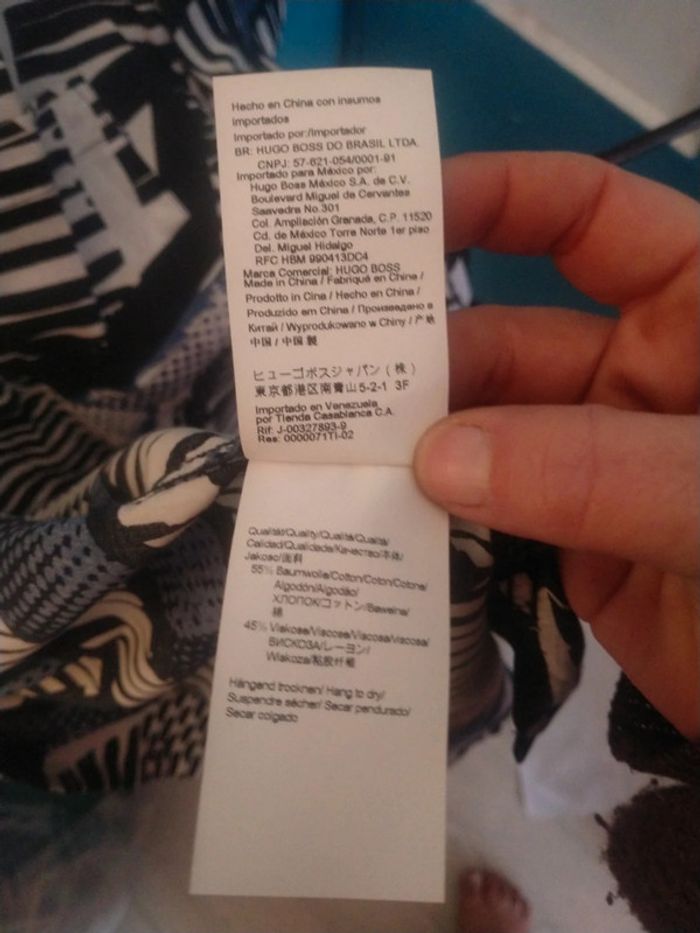 Hecho en China con insumos
importados
Importado por:/Importador
BR: HUGO BOSS DO BRASIL LTDA.
CNPJ: 57-621-054/0001-91
Importado para México por:
Hugo Boss México S.A. de C.V.
Boulevard Miguel de Cervantes
Saavedra No.301
Col. Ampliación Granada, C.P. 11520
Cd. de México Torre Norte 1er piso
Del. Miguel Hidalgo
RFC HBM 990413DC4
Marca Comercial: HUGO BOSS
Made in China / Fabriqué en Chine /
Prodotto in Cina / Hecho en China /
Produzido em China / Произведено в
Китай / Wyprodukowano w Chiny / 产地
中国 / 中国 製
ヒューゴボスジャパン (株)
東京都港区南青山5-2-1 3F
Importado en Venezuela
por Tienda Casablanca C.A.
Rif: J-00327893-9
Res: 0000071TI-02
Qualität/Quality/Qualité/Qualità/
Calidad/Qualidade/Качество/本体/
Jakosc/面料
55% Baumwolle/Cotton/Coton/Cotone/
Algodón/Algodão/
ХЛОПОК/コットン/Bawelna/
棉
45% Viskose/Viscose/Viscose/Viscosa/
ВИСКОЗА/レーヨン/
Wiskoza/粘胶纤维
Hängend trocknen/ Hang to dry/
Suspendre sécher/ Secar pendurado/
Secar colgado